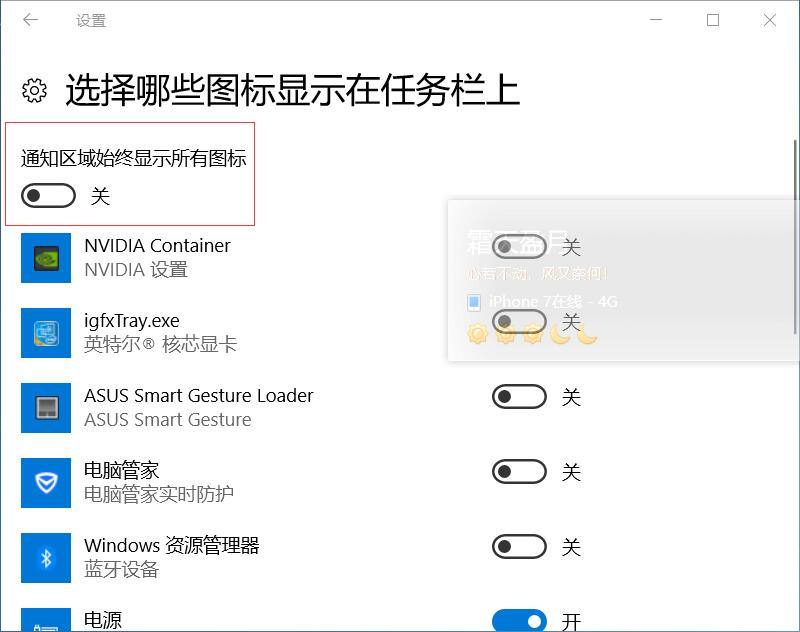 设置
选择哪些图标显示在任务栏上
通知区域始终显示所有图标
关
NVIDIA Container
NVIDIA 设置
关
igfxTray.exe
英特尔® 核芯显卡
关
ASUS Smart Gesture Loader
ASUS Smart Gesture
关
电脑管家
电脑管家实时防护
关
Windows 资源管理器
蓝牙设备
关
电源
开
霜天盈月
心若不动，风又奈何!
iPhone 7在线 - 4G